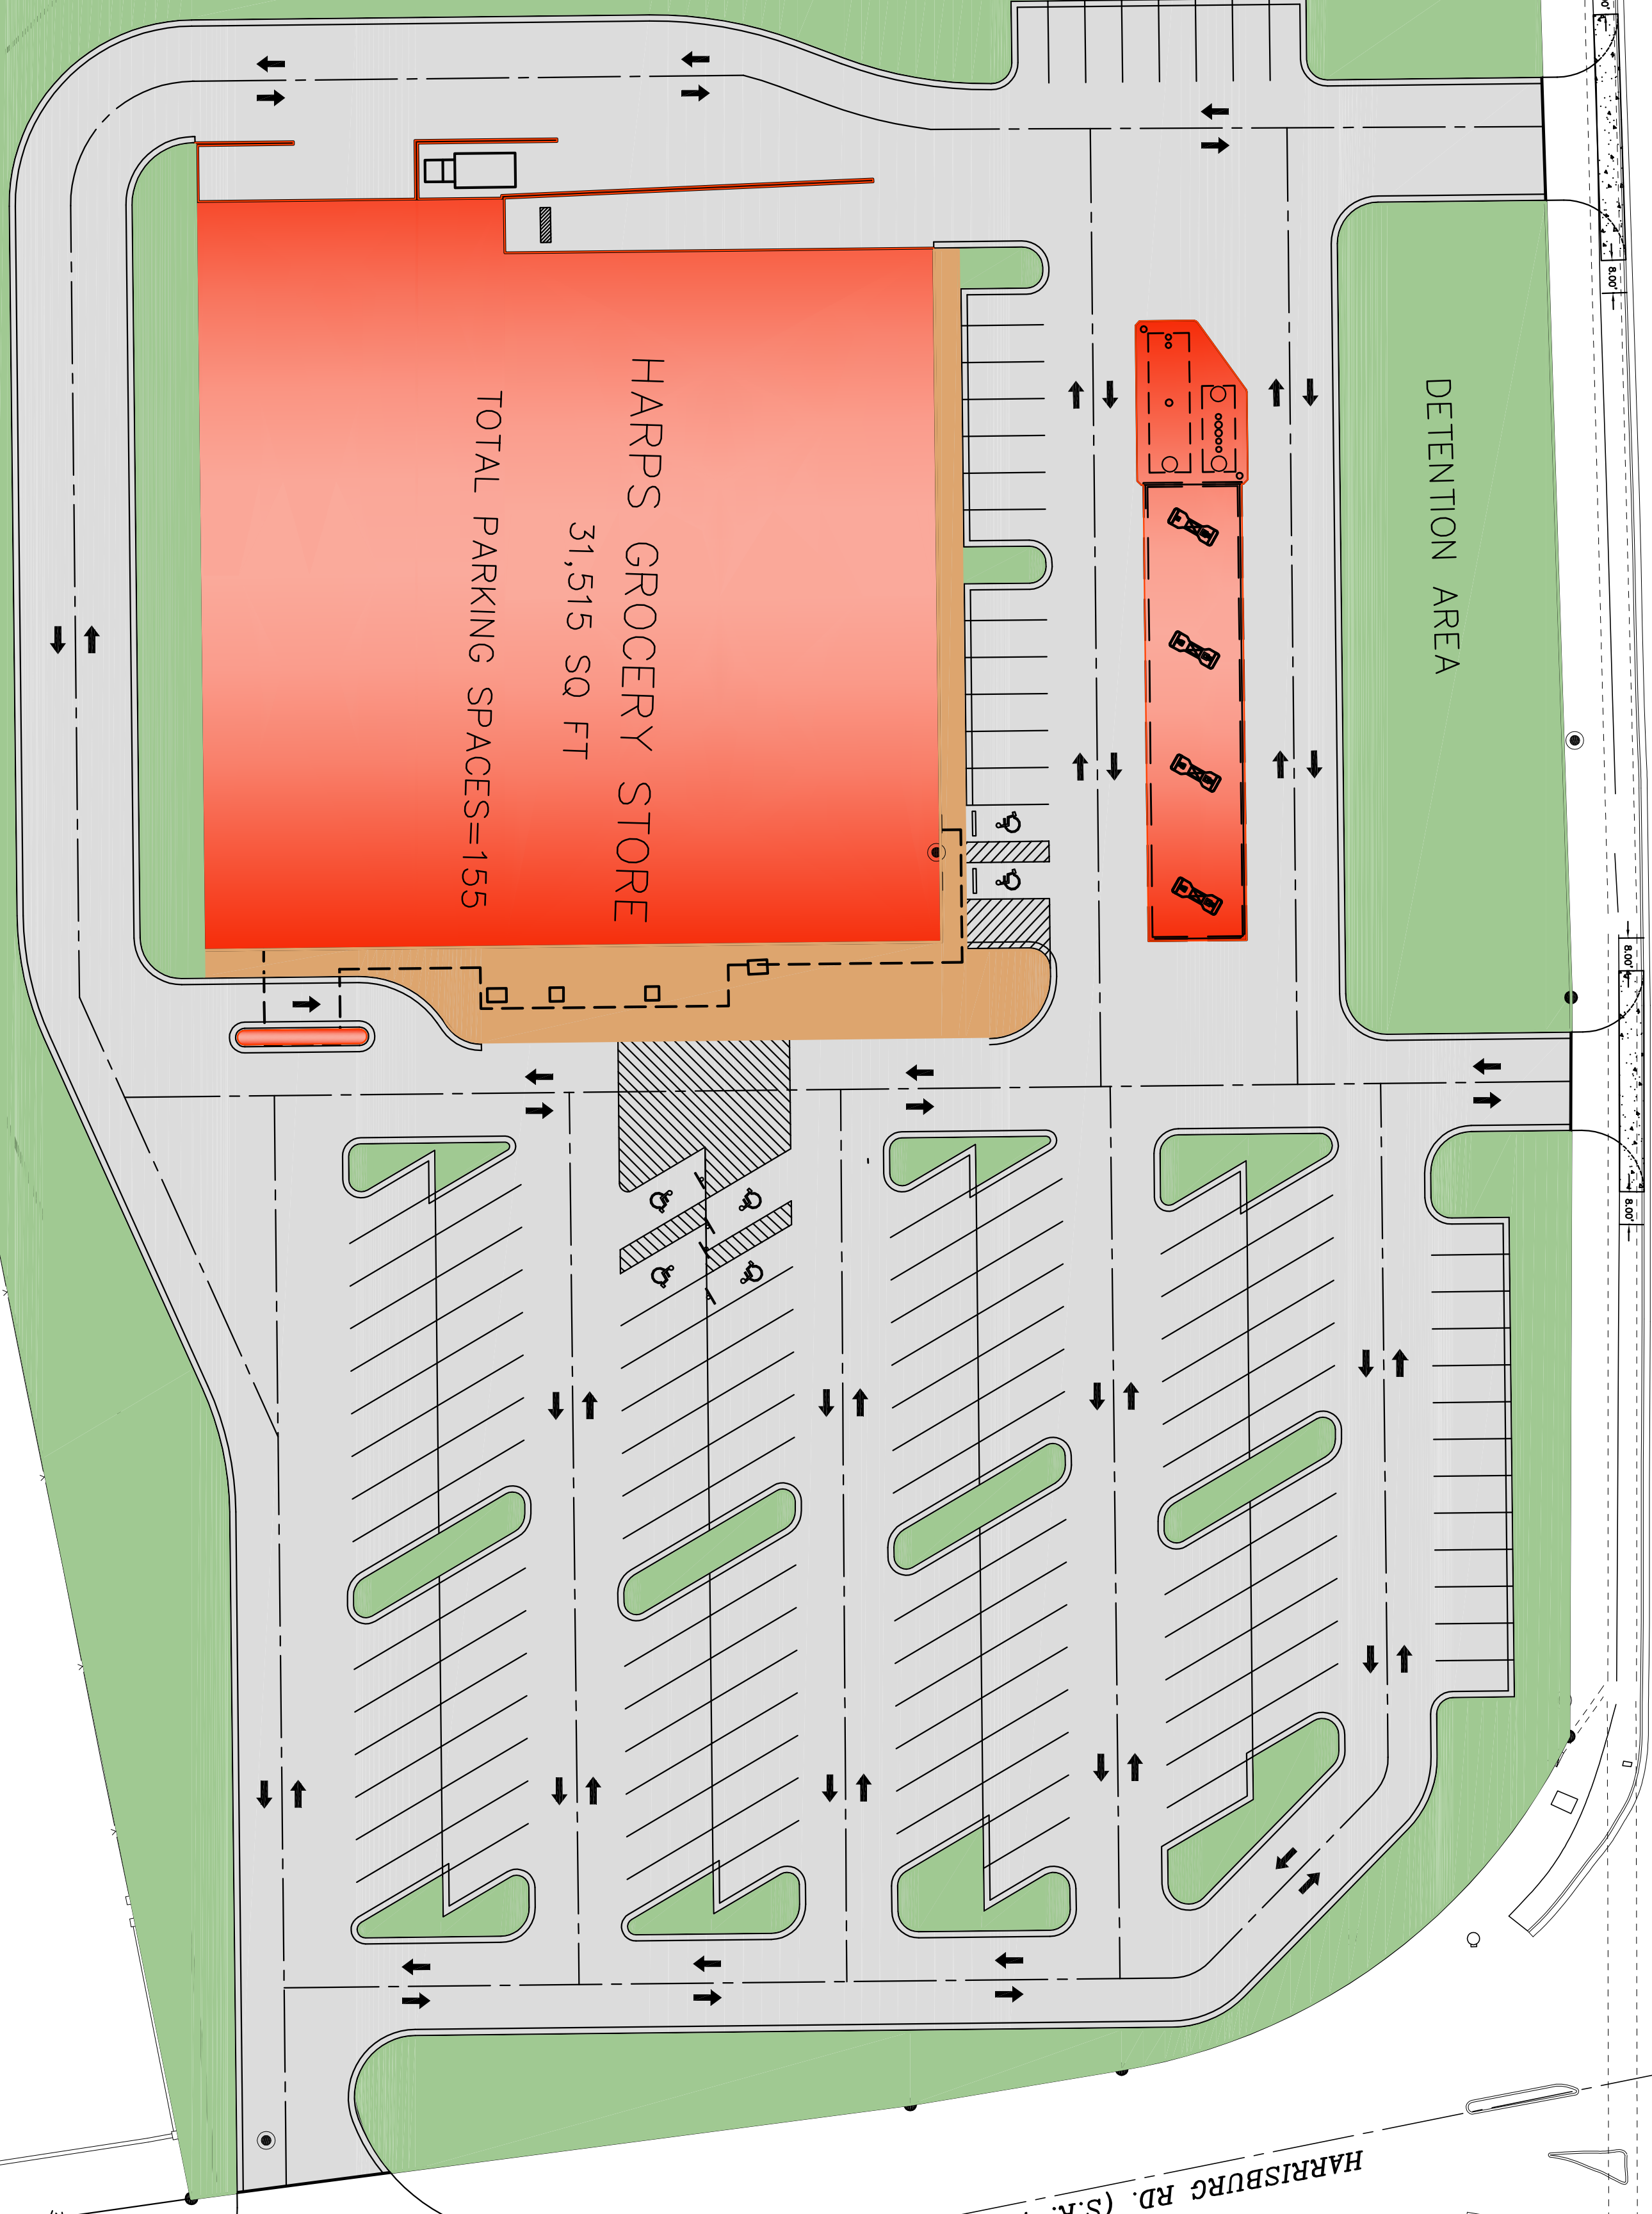 HARPS GROCERY STORE
31,515 SQ FT
TOTAL PARKING SPACES=155
DETENTION AREA
8.00'
8.00'
8.00'
HARRISBURG RD. (S.R.